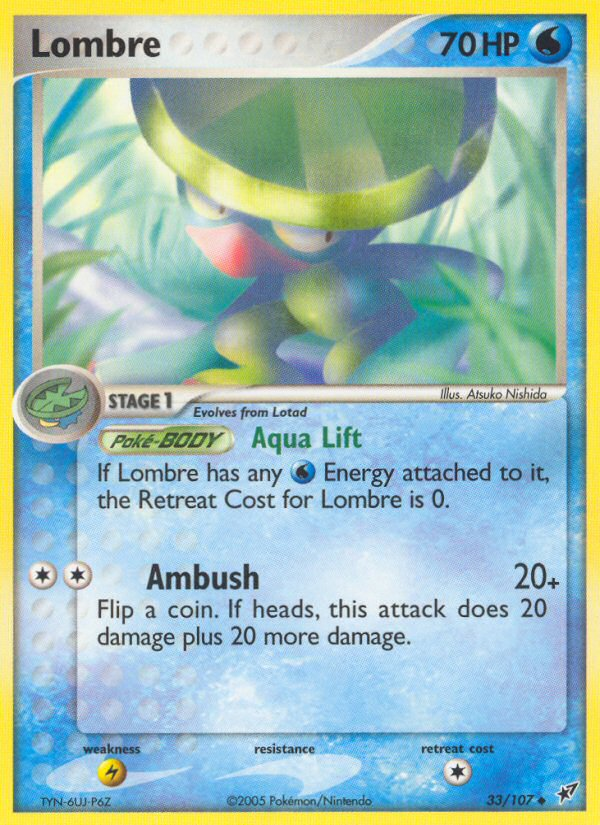 Lombre 70 HP
Illus. Atsuko Nishida
STAGE 1
Evolves from Lotad
Poké-BODY Aqua Lift
If Lombre has any Energy attached to it,
the Retreat Cost for Lombre is 0.
Ambush 20+
Flip a coin. If heads, this attack does 20
damage plus 20 more damage.
weakness resistance retreat cost
TYN-6UJ-P6Z ©2005 Pokémon/Nintendo 33/107